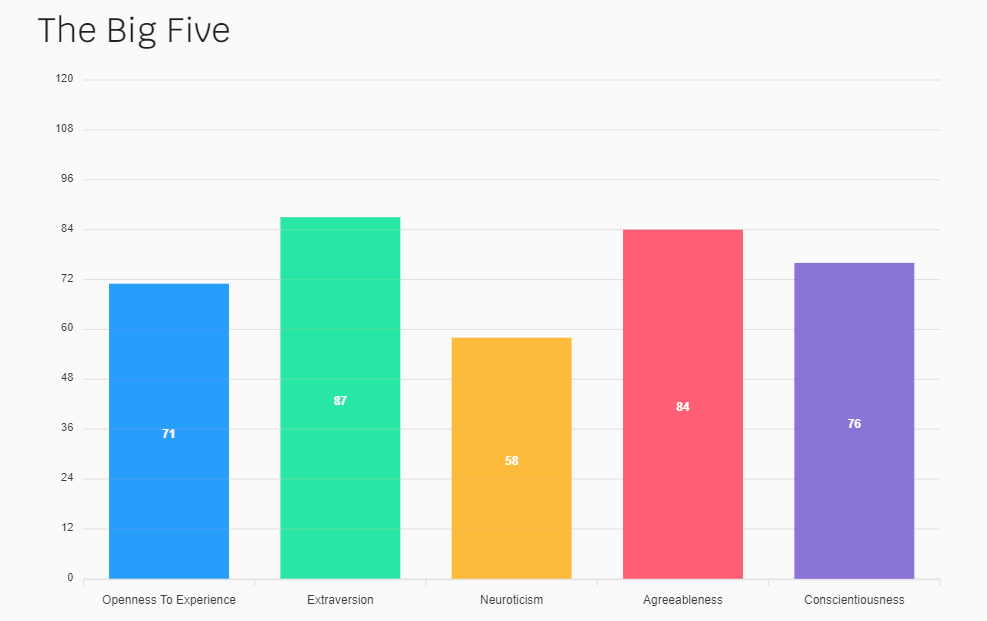 The Big Five
120
108
96
84
72
60
48
36
24
12
0
71
87
58
84
76
Openness To Experience
Extraversion
Neuroticism
Agreeableness
Conscientiousness